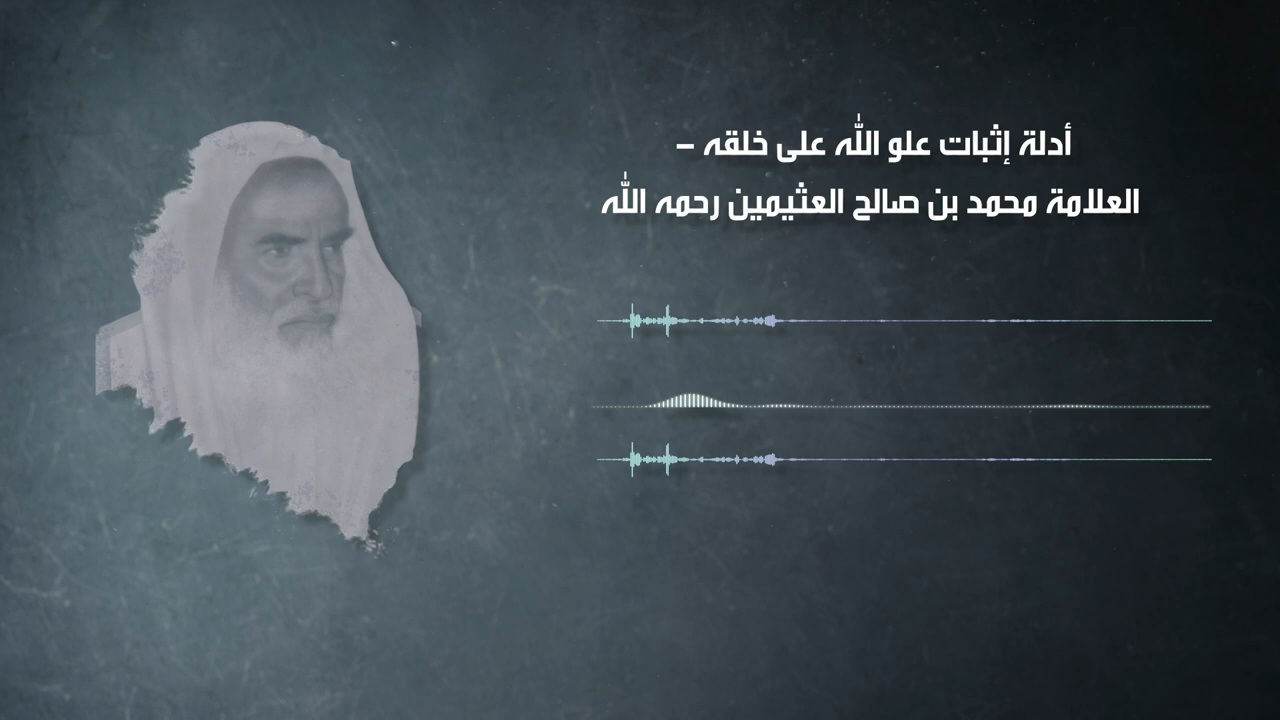 أدلة إثبات علو الله على خلقه –
العلامة محمد بن صالح العثيمين رحمه الله